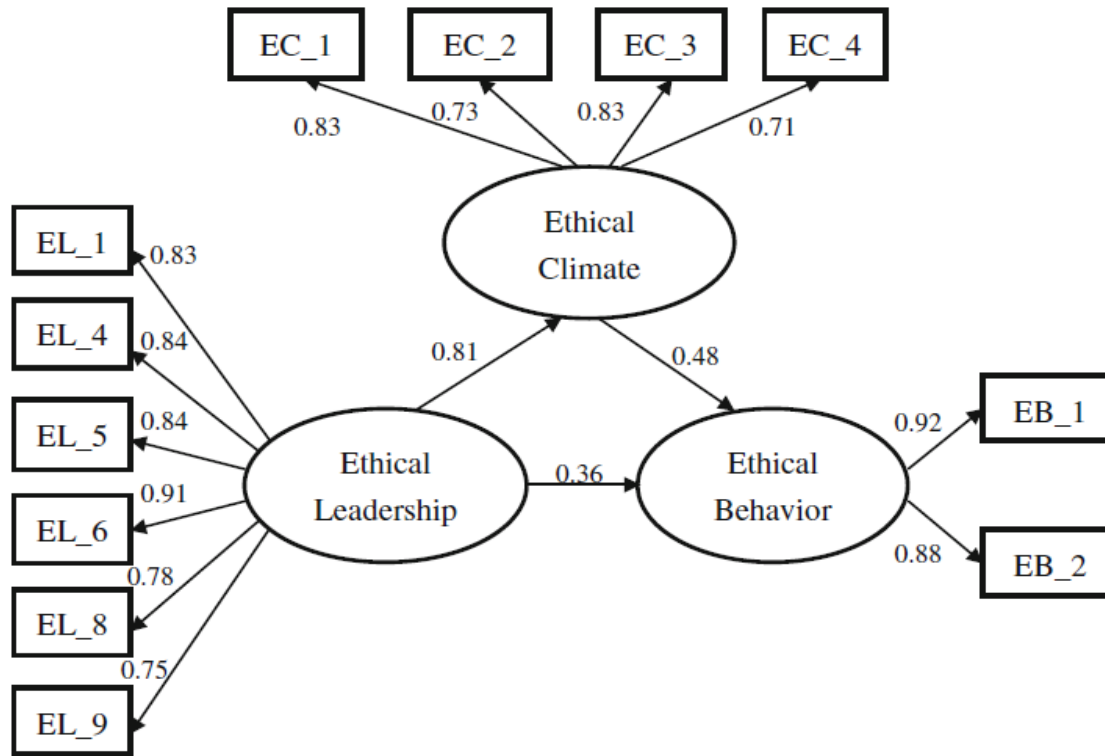 EC_1
EC_2
EC_3
EC_4
0.83
0.73
0.83
0.71
Ethical
Climate
EL_1
0.83
EL_4
0.84
EL_5
0.84
EL_6
0.91
EL_8
0.78
EL_9
0.75
0.81
0.48
Ethical
Leadership
0.36
Ethical
Behavior
0.92
EB_1
0.88
EB_2